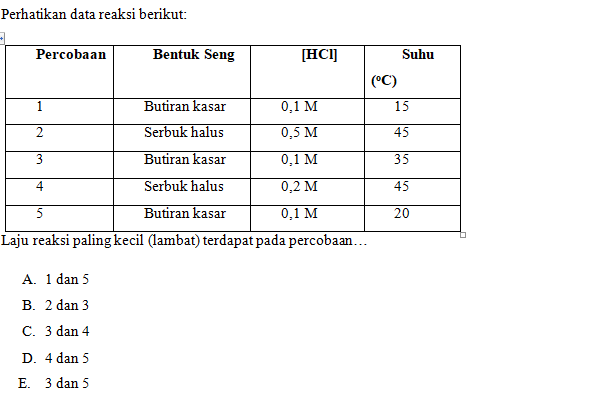 Perhatikan data reaksi berikut:
Percobaan Bentuk Seng [HCl] Suhu (°C)
1 Butiran kasar 0,1 M 15
2 Serbuk halus 0,5 M 45
3 Butiran kasar 0,1 M 35
4 Serbuk halus 0,2 M 45
5 Butiran kasar 0,1 M 20
Laju reaksi paling kecil (lambat) terdapat pada percobaan…
A. 1 dan 5
B. 2 dan 3
C. 3 dan 4
D. 4 dan 5
E. 3 dan 5